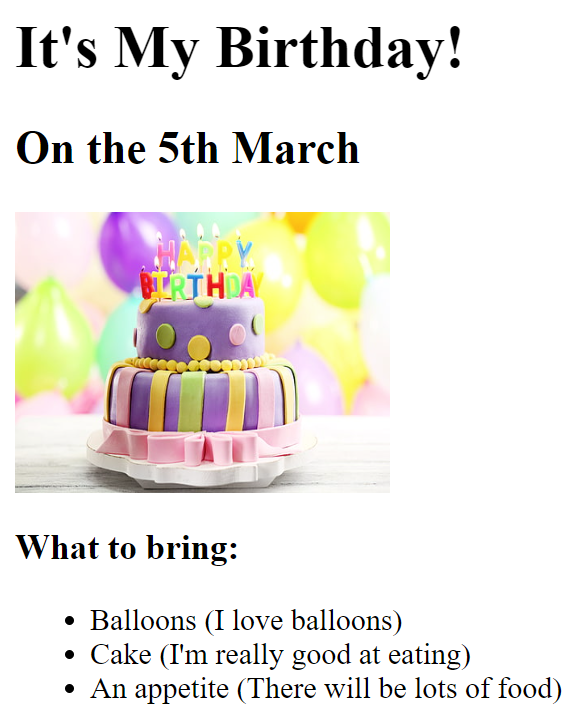 It's My Birthday!
On the 5th March
HAPPY
BIRTHDAY
What to bring:
Balloons (I love balloons)
Cake (I'm really good at eating)
An appetite (There will be lots of food)